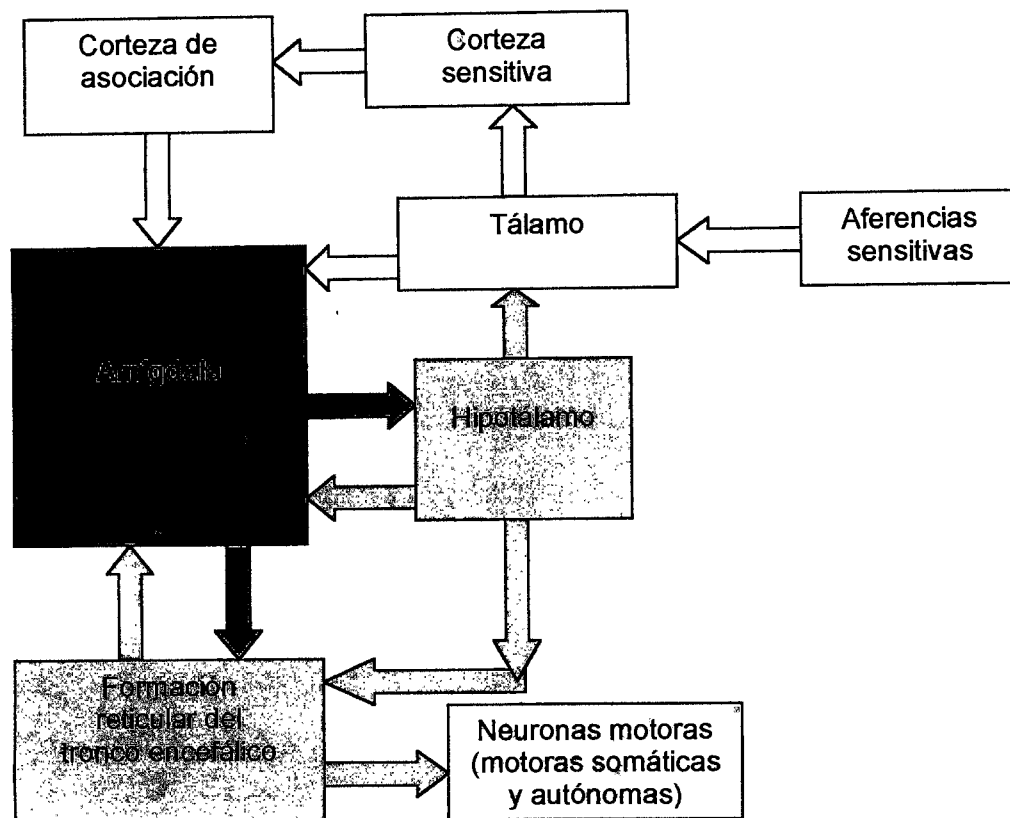 Corteza de
asociación
Corteza
sensitiva
Tálamo
Aferencias
sensitivas
Amígdala
Hipotálamo
Formación
reticular del
tronco encefálico
Neuronas motoras
(motoras somáticas
y autónomas)